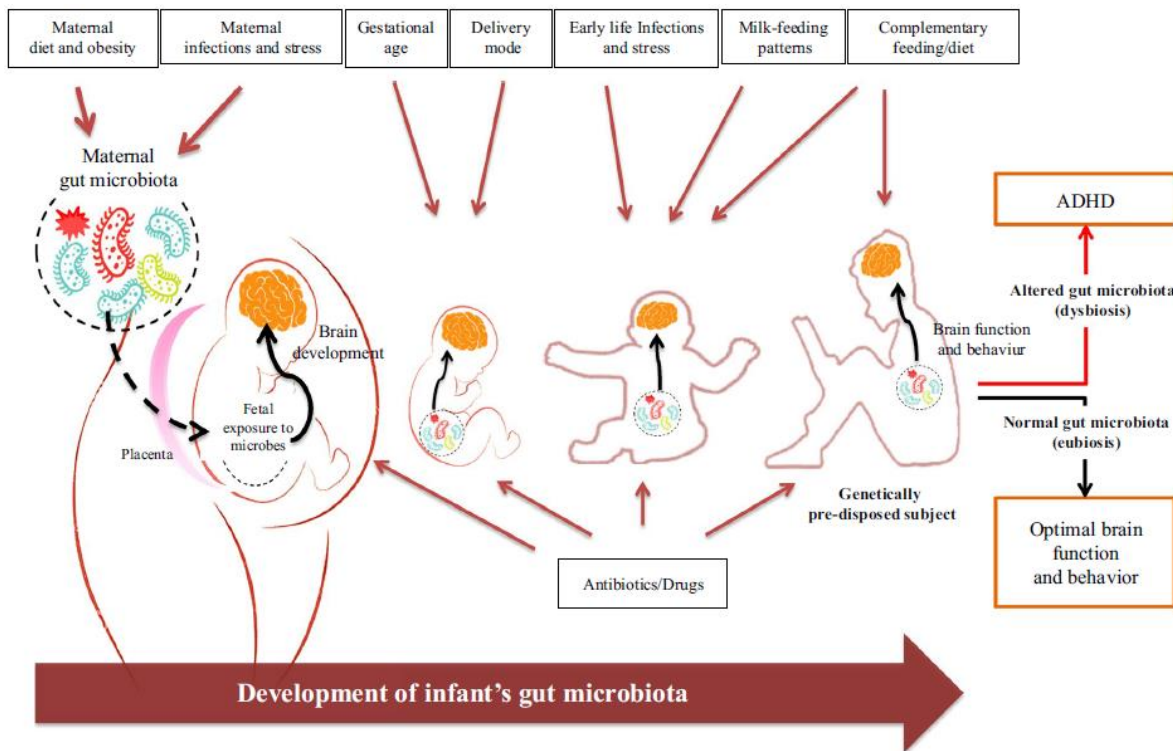 Maternal
diet and obesity
Maternal
infections and stress
Gestational
age
Delivery
mode
Early life Infections
and stress
Milk-feeding
patterns
Complementary
feeding/diet
Maternal
gut microbiota
Brain
development
Fetal
exposure to
microbes
Placenta
Brain function
and behaviur
Genetically
pre-disposed subject
Antibiotics/Drugs
ADHD
Altered gut microbiota
(dysbiosis)
Normal gut microbiota
(eubiosis)
Optimal brain
function
and behavior
Development of infant's gut microbiota